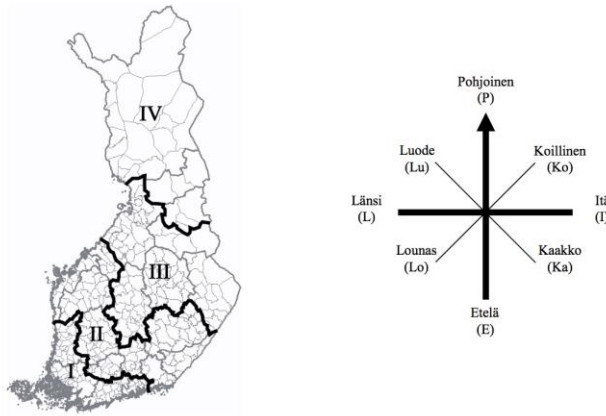 IV
III
II
I
Pohjoinen
(P)
Luode
(Lu)
Koillinen
(Ko)
Länsi
(L)
Itä
(I)
Lounas
(Lo)
Kaakko
(Ka)
Etelä
(E)